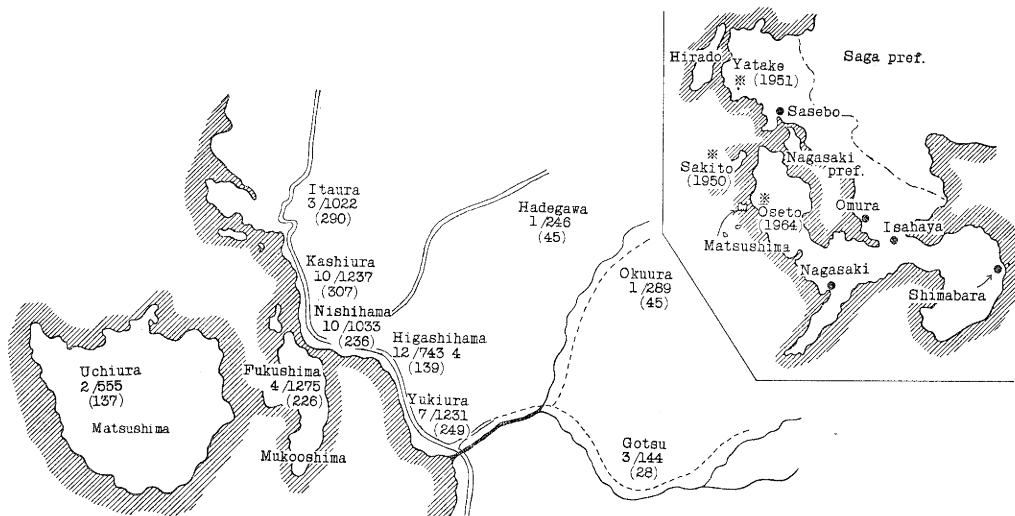 Itaura
3/1022
(290)
Kashiura
10/1237
(307)
Nishihama
10/1033
(236)
Higashihama
12/743 4
(139)
Hadegawa
1/246
(45)
Okuura
1/289
(45)
Uchiura
2/555
(137)
Matsushima
Fukushima
4/1275
(226)
Mukooshima
Yukiura
7/1231
(249)
Gotsu
3/144
(28)
Hirado
Yatake
※ (1951)
Saga pref.
Sasebo
※
Sakito
(1950)
Nagasaki
pref.
※
Oseto
(1964)
Omura
Matsushima
Isahaya
Nagasaki
Shimabara